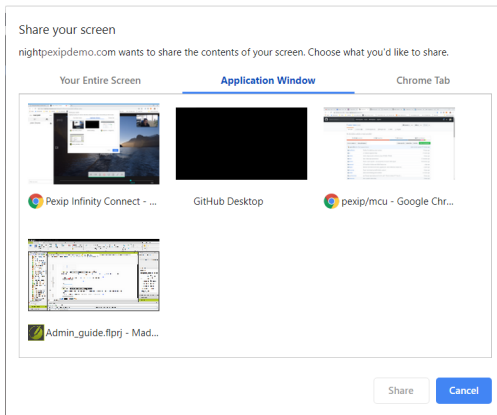 Share your screen
nightpexipdemo.com wants to share the contents of your screen. Choose what you'd like to share.
Your Entire Screen
Application Window
Chrome Tab
Pexip Infinity Connect - ...
GitHub Desktop
pexip/mcu - Google Chr...
Admin_guide.flprj - Mad...
Share
Cancel